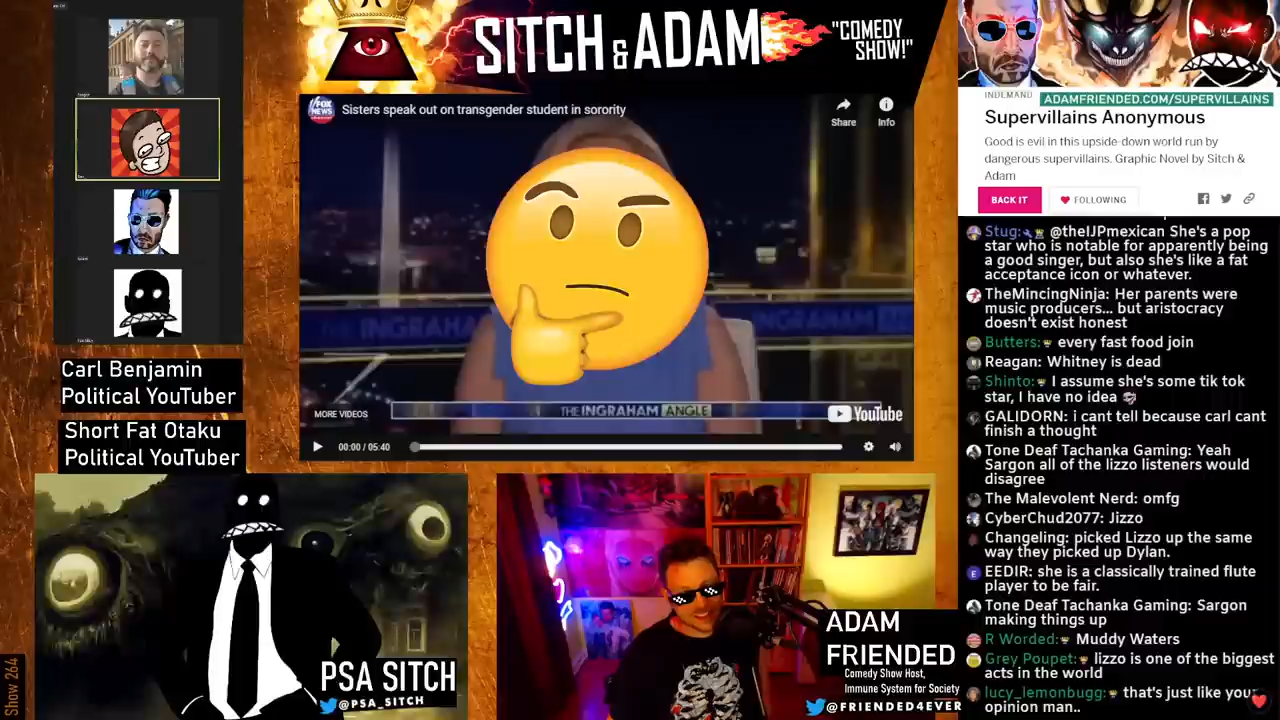 SITCH & ADAM
"COMEDY
SHOW!"
Carl Benjamin
Political YouTuber
Short Fat Otaku
Political YouTuber
FOX
NEWS
Sisters speak out on transgender student in sorority
Share
Info
THE INGRAHA
INGRAHAM
MORE VIDEOS
THE INGRAHAM ANGLE
YouTube
00:00 / 05:40
Show 264
PSA SITCH
@PSA_SITCH
ADAM
FRIENDED
Comedy Show Host,
Immune System for Society
@FRIENDED4EVER
INDEMAND
ADAMFRIENDED.COM/SUPERVILLAINS
Supervillains Anonymous
Good is evil in this upside-down world run by
dangerous supervillains. Graphic Novel by Sitch &
Adam
BACK IT
FOLLOWING
Stug: @theIJPmexican She's a pop
star who is notable for apparently being
a good singer, but also she's like a fat
acceptance icon or whatever.
TheMincingNinja: Her parents were
music producers... but aristocracy
doesn't exist honest
Butters: every fast food join
Reagan: Whitney is dead
Shinto: I assume she's some tik tok
star, I have no idea
GALIDORN: i cant tell because carl cant
finish a thought
Tone Deaf Tachanka Gaming: Yeah
Sargon all of the lizzo listeners would
disagree
The Malevolent Nerd: omfg
CyberChud2077: Jizzo
Changeling: picked Lizzo up the same
way they picked up Dylan.
EEDIR: she is a classically trained flute
player to be fair.
Tone Deaf Tachanka Gaming: Sargon
making things up
R Worded: Muddy Waters
Grey Poupet: lizzo is one of the biggest
acts in the world
lucy_lemonbugg: that's just like your
opinion man..